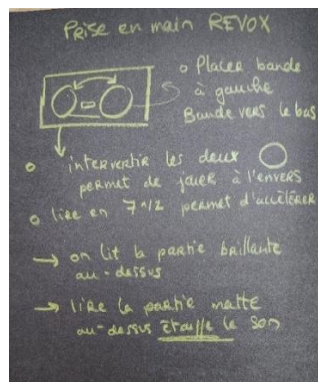 Prise en main REVOX
o Placer bande
à gauche
Bande vers le bas
o intervertir les deux
permet de jouer à l'envers
o lire en 7"1/2 permet d'accélérer
→ on lit la partie brillante
au-dessus
→ lire la partie matte
au-dessus étouffe le son